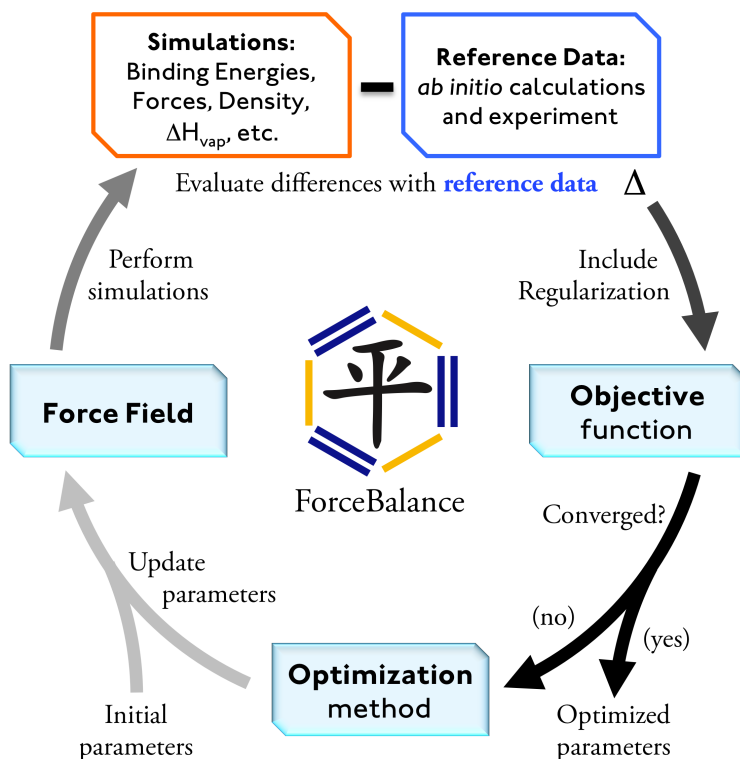 Simulations:
Binding Energies,
Forces, Density,
ΔHvap, etc.
Reference Data:
ab initio calculations
and experiment
Evaluate differences with reference data Δ
Perform
simulations
Include
Regularization
Force Field
平
ForceBalance
Objective
function
Converged?
(no)
(yes)
Update
parameters
Optimization
method
Initial
parameters
Optimized
parameters